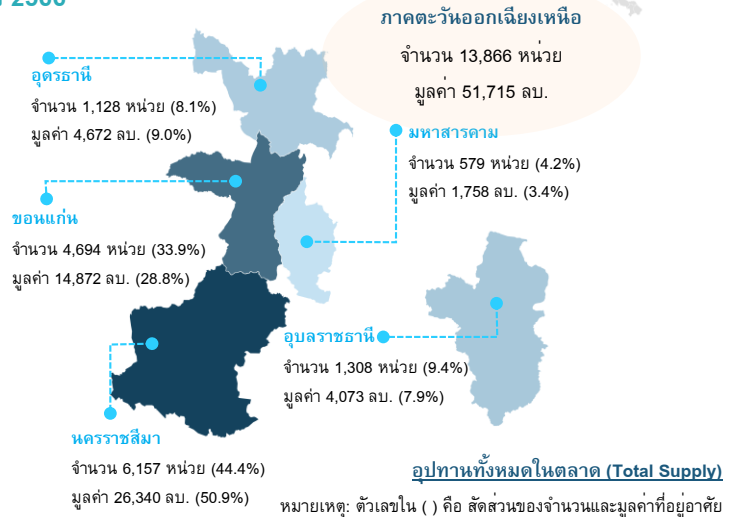 ภาคตะวันออกเฉียงเหนือ
จำนวน 13,866 หน่วย
มูลค่า 51,715 ลบ.
อุดรธานี
จำนวน 1,128 หน่วย (8.1%)
มูลค่า 4,672 ลบ. (9.0%)
มหาสารคาม
จำนวน 579 หน่วย (4.2%)
มูลค่า 1,758 ลบ. (3.4%)
ขอนแก่น
จำนวน 4,694 หน่วย (33.9%)
มูลค่า 14,872 ลบ. (28.8%)
อุบลราชธานี
จำนวน 1,308 หน่วย (9.4%)
มูลค่า 4,073 ลบ. (7.9%)
นครราชสีมา
จำนวน 6,157 หน่วย (44.4%)
มูลค่า 26,340 ลบ. (50.9%)
อุปทานทั้งหมดในตลาด (Total Supply)
หมายเหตุ: ตัวเลขใน ( ) คือ สัดส่วนของจำนวนและมูลค่าที่อยู่อาศัย